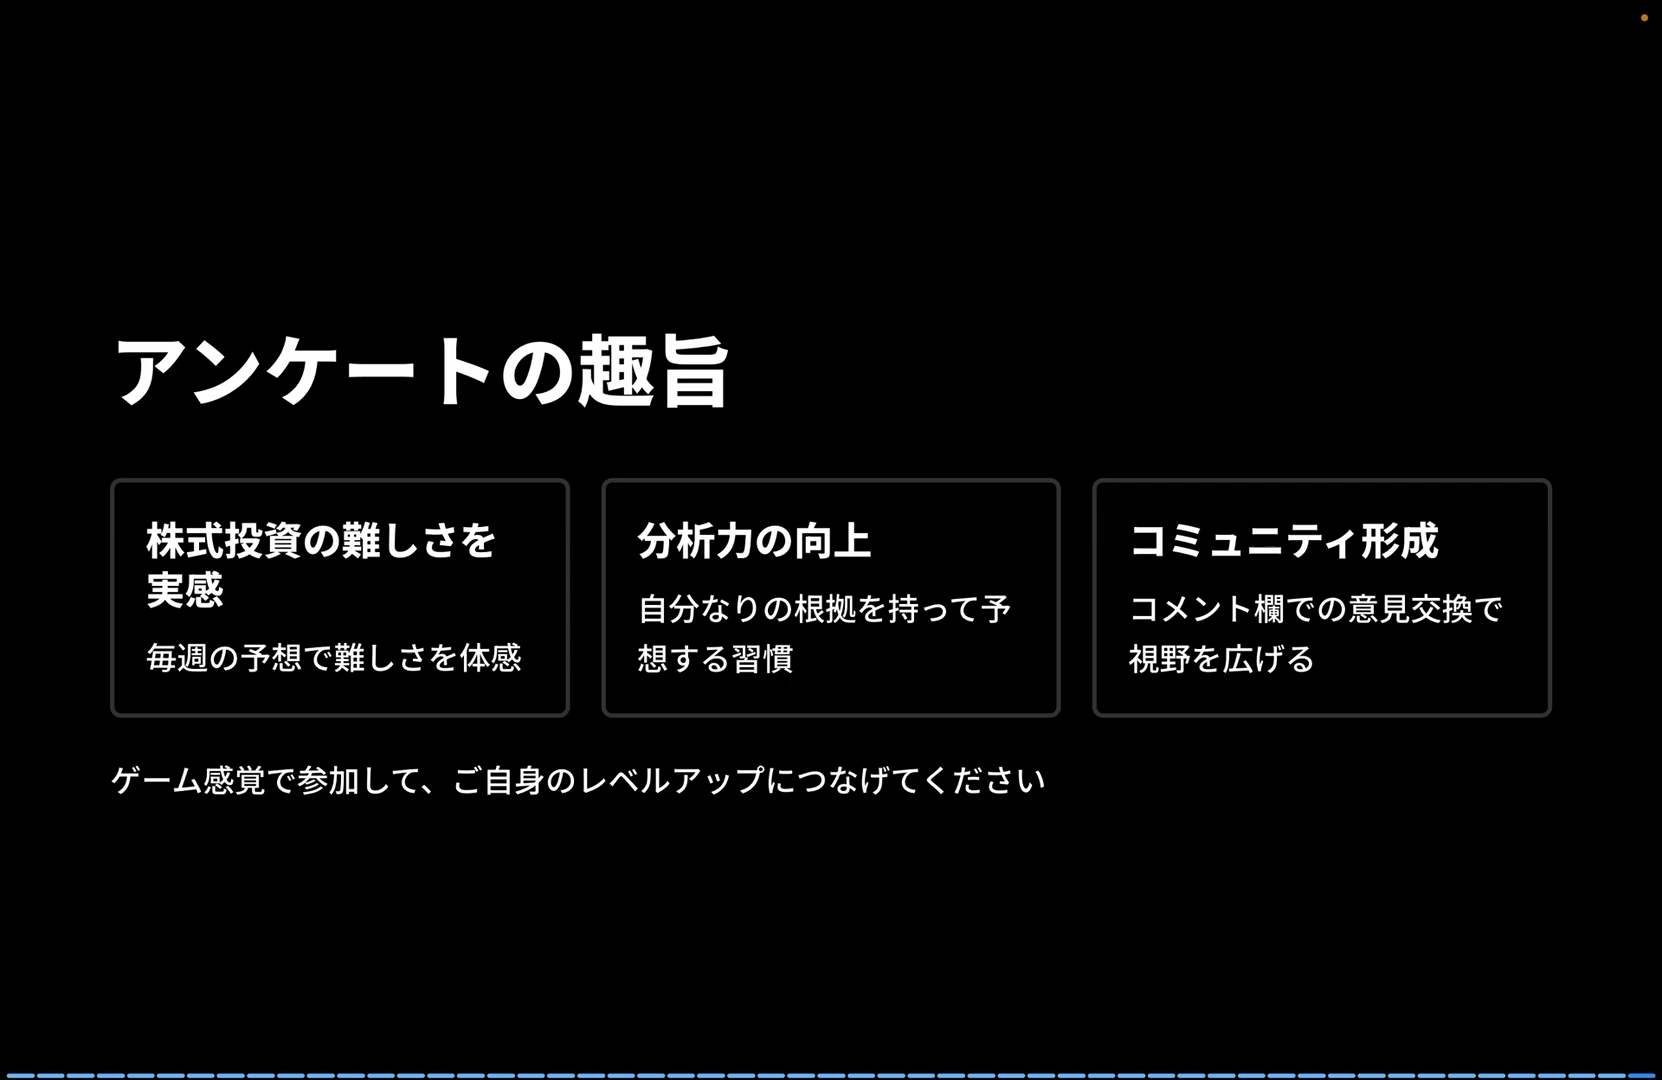 アンケートの趣旨
株式投資の難しさを
実感
毎週の予想で難しさを体感
分析力の向上
自分なりの根拠を持って予
想する習慣
コミュニティ形成
コメント欄での意見交換で
視野を広げる
ゲーム感覚で参加して、ご自身のレベルアップにつなげてください